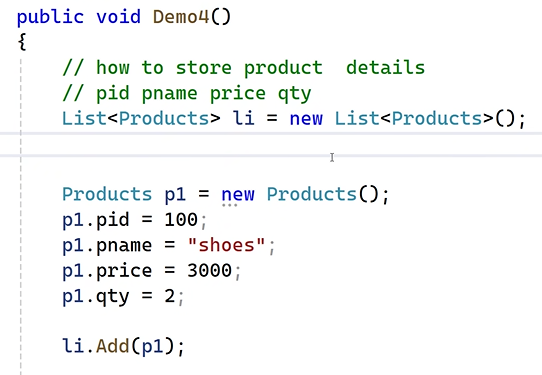 public void Demo4()
{
// how to store product  details
// pid pname price qty
List<Products> li = new List<Products>();
Products p1 = new Products();
p1.pid = 100;
p1.pname = "shoes";
p1.price = 3000;
p1.qty = 2;
li.Add(p1);